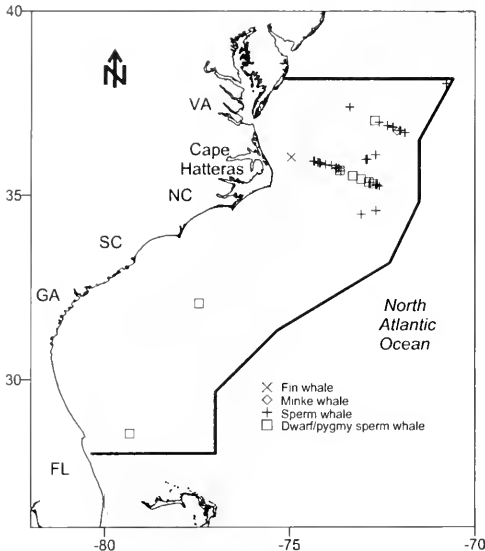 40
N
VA
Cape
Hatteras
35
NC
SC
GA
North
Atlantic
Ocean
30
Fin whale
Minke whale
Sperm whale
Dwarf/pygmy sperm whale
FL
-80
-75
-70